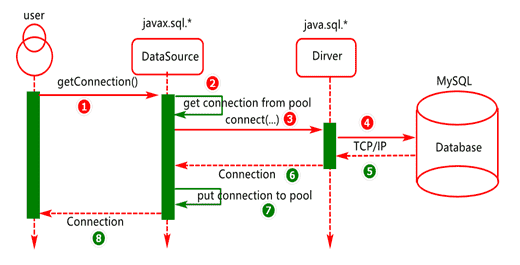 user
javax.sql.*
java.sql.*
DataSource
Dirver
MySQL
getConnection()
1
2
get connection from pool
connect(...)
3
4
TCP/IP
5
Database
Connection
6
put connection to pool
7
Connection
8